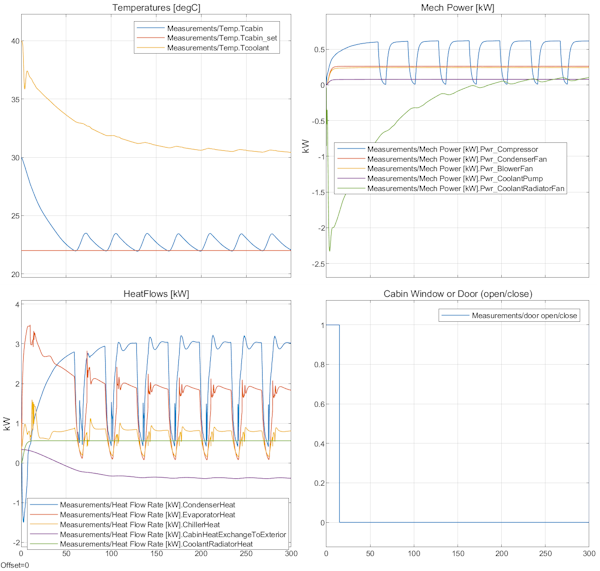 Temperatures [degC]
Measurements/Temp.Tcabin
Measurements/Temp.Tcabin_set
Measurements/Temp.Tcoolant
40
35
30
25
20
Mech Power [kW]
0.5
0
-0.5
-1
-1.5
-2
-2.5
kW
Measurements/Mech Power [kW].Pwr_Compressor
Measurements/Mech Power [kW].Pwr_CondenserFan
Measurements/Mech Power [kW].Pwr_BlowerFan
Measurements/Mech Power [kW].Pwr_CoolantPump
Measurements/Mech Power [kW].Pwr_CoolantRadiatorFan
HeatFlows [kW]
4
3
2
1
0
-1
-2
kW
Measurements/Heat Flow Rate [kW].CondenserHeat
Measurements/Heat Flow Rate [kW].EvaporatorHeat
Measurements/Heat Flow Rate [kW].ChillerHeat
Measurements/Heat Flow Rate [kW].CabinHeatExchangeToExterior
Measurements/Heat Flow Rate [kW].CoolantRadiatorHeat
0 50 100 150 200 250 300
Offset=0
Cabin Window or Door (open/close)
Measurements/door open/close
1
0.8
0.6
0.4
0.2
0
0 50 100 150 200 250 300